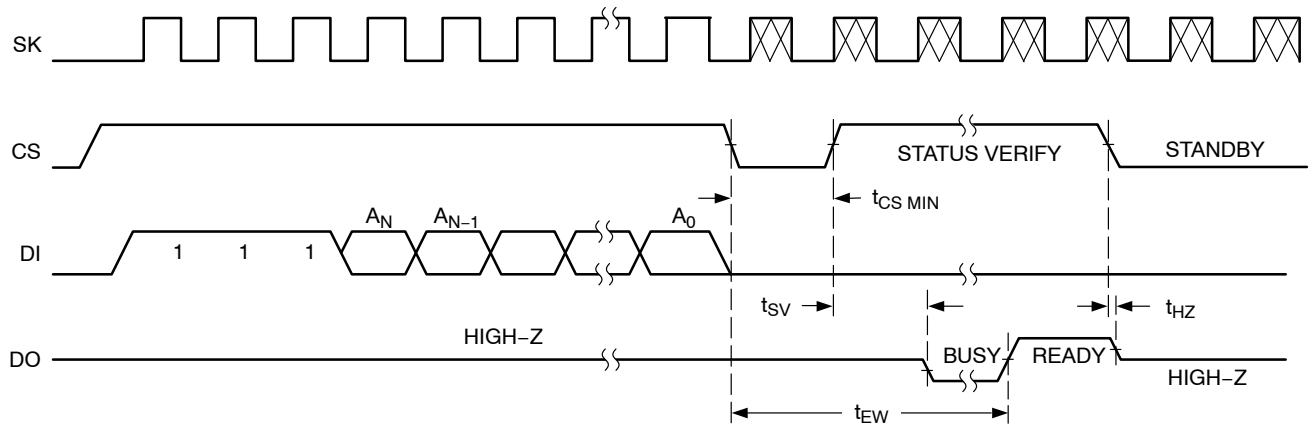 SK
CS
STATUS VERIFY
STANDBY
t_CS MIN
A_N
A_N−1
A_0
DI
1 1 1
t_SV
t_HZ
HIGH−Z
DO
BUSY
READY
HIGH−Z
t_EW